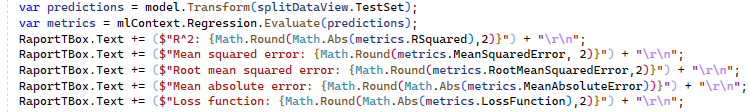 var predictions = model.Transform(splitDataView.TestSet);
var metrics = mlContext.Regression.Evaluate(predictions);
RaportTBox.Text += ($"R^2: {Math.Round(Math.Abs(metrics.RSquared),2)}") + "\r\n";
RaportTBox.Text += ($"Mean squared error: {Math.Round(metrics.MeanSquaredError, 2)}") + "\r\n";
RaportTBox.Text += ($"Root mean squared error: {Math.Round(metrics.RootMeanSquaredError,2)}") + "\r\n";
RaportTBox.Text += ($"Mean absolute error: {Math.Round(Math.Abs(metrics.MeanAbsoluteError))}") + "\r\n";
RaportTBox.Text += ($"Loss function: {Math.Round(Math.Abs(metrics.LossFunction),2)}") + "\r\n";